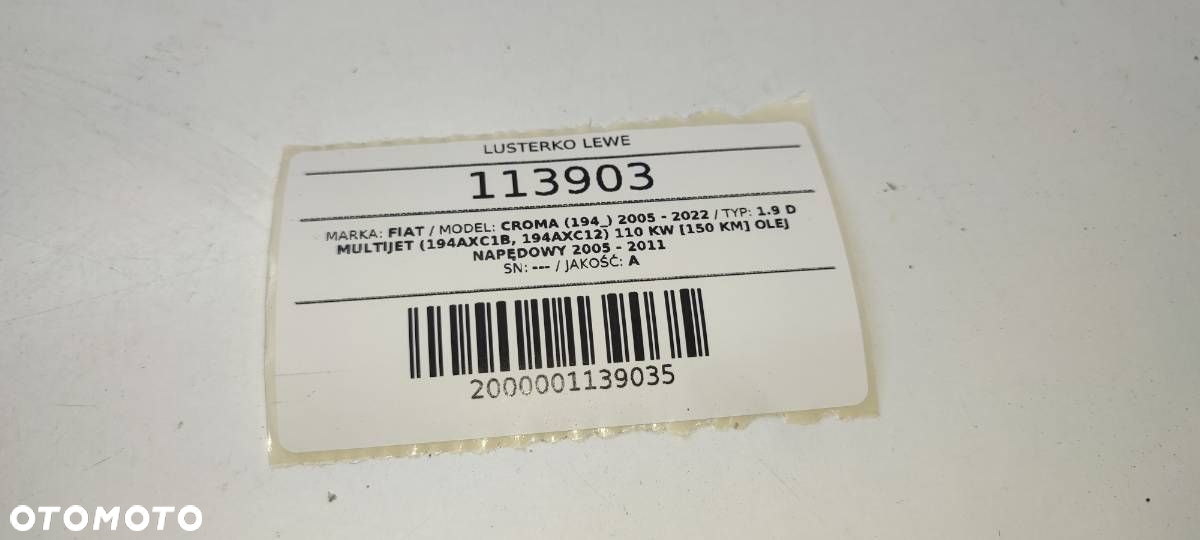 LUSTERKO LEWE
113903
MARKA: FIAT / MODEL: CROMA (194_) 2005 - 2022 / TYP: 1.9 D
MULTIJET (194AXC1B, 194AXC12) 110 KW [150 KM] OLEJ
NAPĘDOWY 2005 - 2011
SN: --- / JAKOŚĆ: A
2000001139035
OTOMOTO